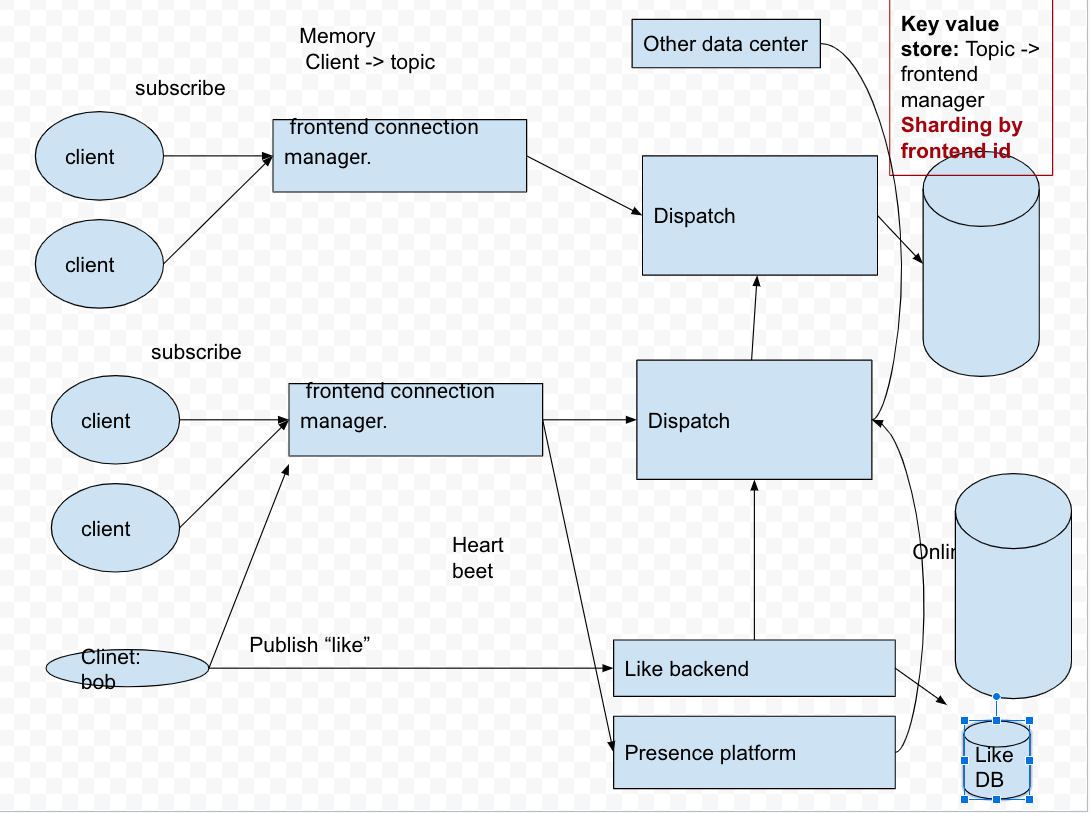 Memory
Client -> topic
Other data center
Key value
store: Topic ->
frontend
manager
Sharding by
frontend id
subscribe
frontend connection
manager.
client
Dispatch
client
subscribe
frontend connection
manager.
client
Dispatch
client
Heart
beet
Publish “like”
Clinet:
bob
Like backend
Presence platform
Like
DB